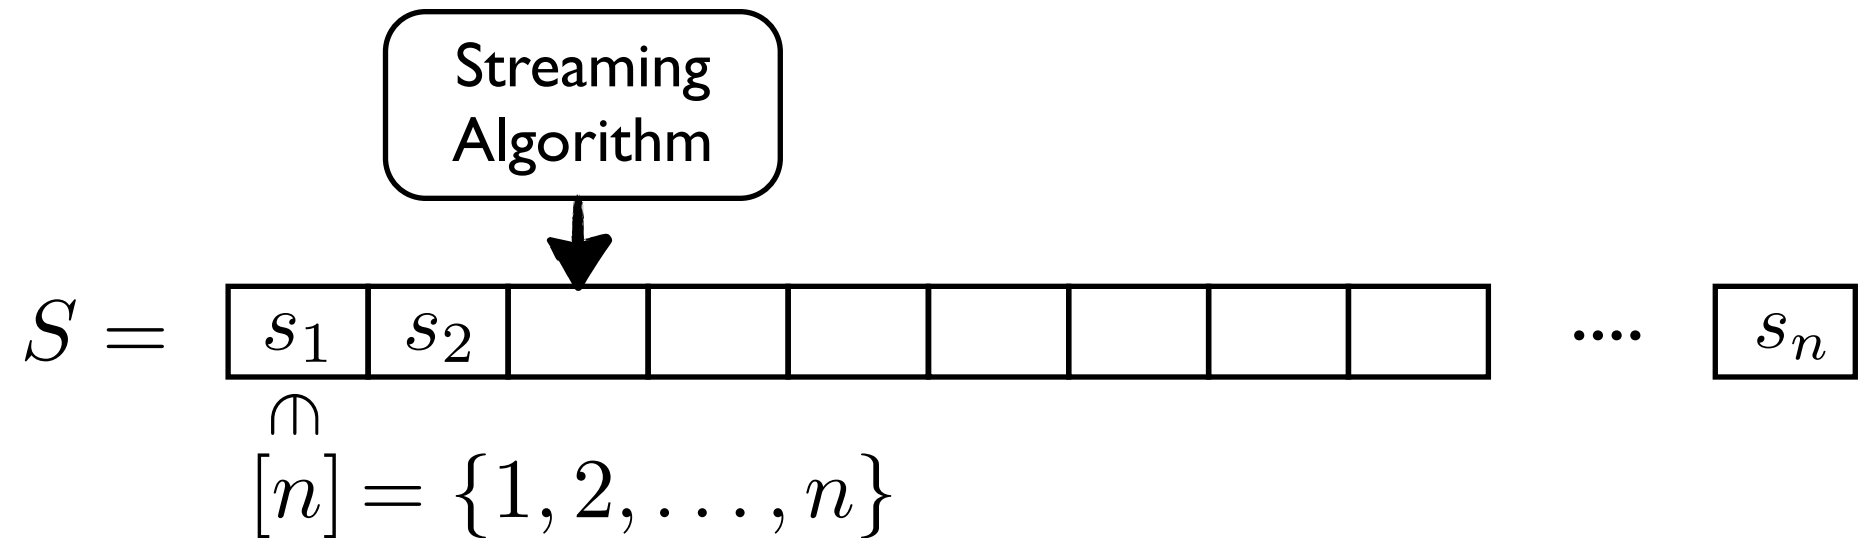 Streaming
Algorithm
S = s₁ s₂ .... sₙ
∈
[n] = {1, 2, . . . , n}